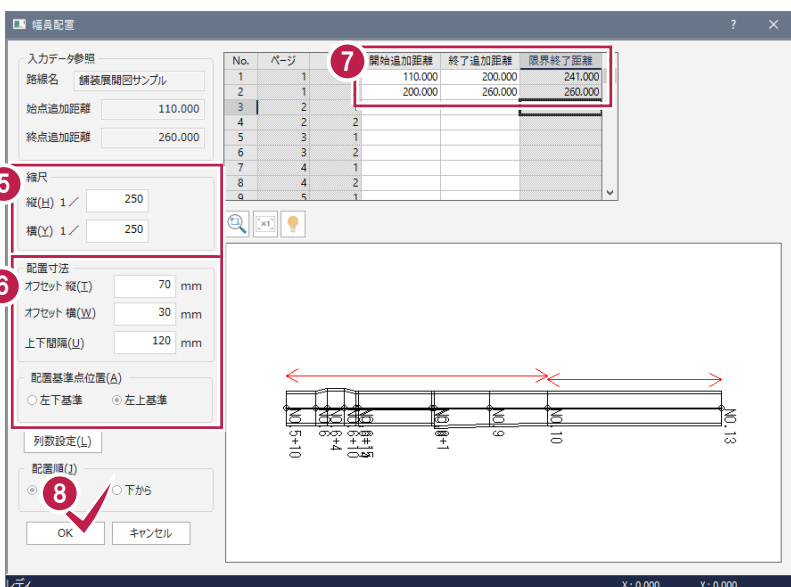 幅員配置
入力データ参照
路線名 舗装展開図サンプル
始点追加距離 110.000
終点追加距離 260.000
5
縮尺
縦(H) 1／ 250
横(Y) 1／ 250
6
配置寸法
オフセット 縦(T) 70 mm
オフセット 横(W) 30 mm
上下間隔(U) 120 mm
配置基準点位置(A)
左下基準 左上基準
列数設定(L)
配置順(J)
下から
8
OK キャンセル
7
No. ページ 開始追加距離 終了追加距離 限界終了距離
1 1 110.000 200.000 241.000
2 1 200.000 260.000 260.000
3 2
4 2 2
5 3 1
6 3 2
7 4 1
8 4 2
9 5 1
×1
NO.5+10
NO.9
NO.10
NO.13
レディ X : 0.000 Y : 0.000